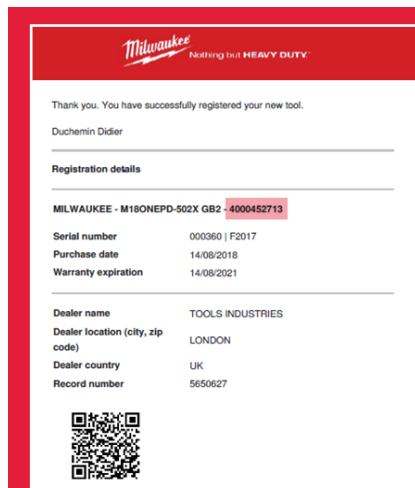 Milwaukee Nothing but HEAVY DUTY.™
Thank you. You have successfully registered your new tool.
Duchemin Didier
Registration details
MILWAUKEE - M18ONEPD-502X GB2 - 4000452713
Serial number 000360 | F2017
Purchase date 14/08/2018
Warranty expiration 14/08/2021
Dealer name TOOLS INDUSTRIES
Dealer location (city, zip
code) LONDON
Dealer country UK
Record number 5650627